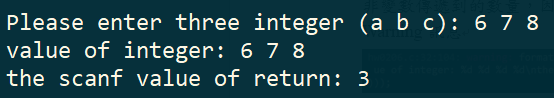 Please enter three integer (a b c): 6 7 8
value of integer: 6 7 8
the scanf value of return: 3